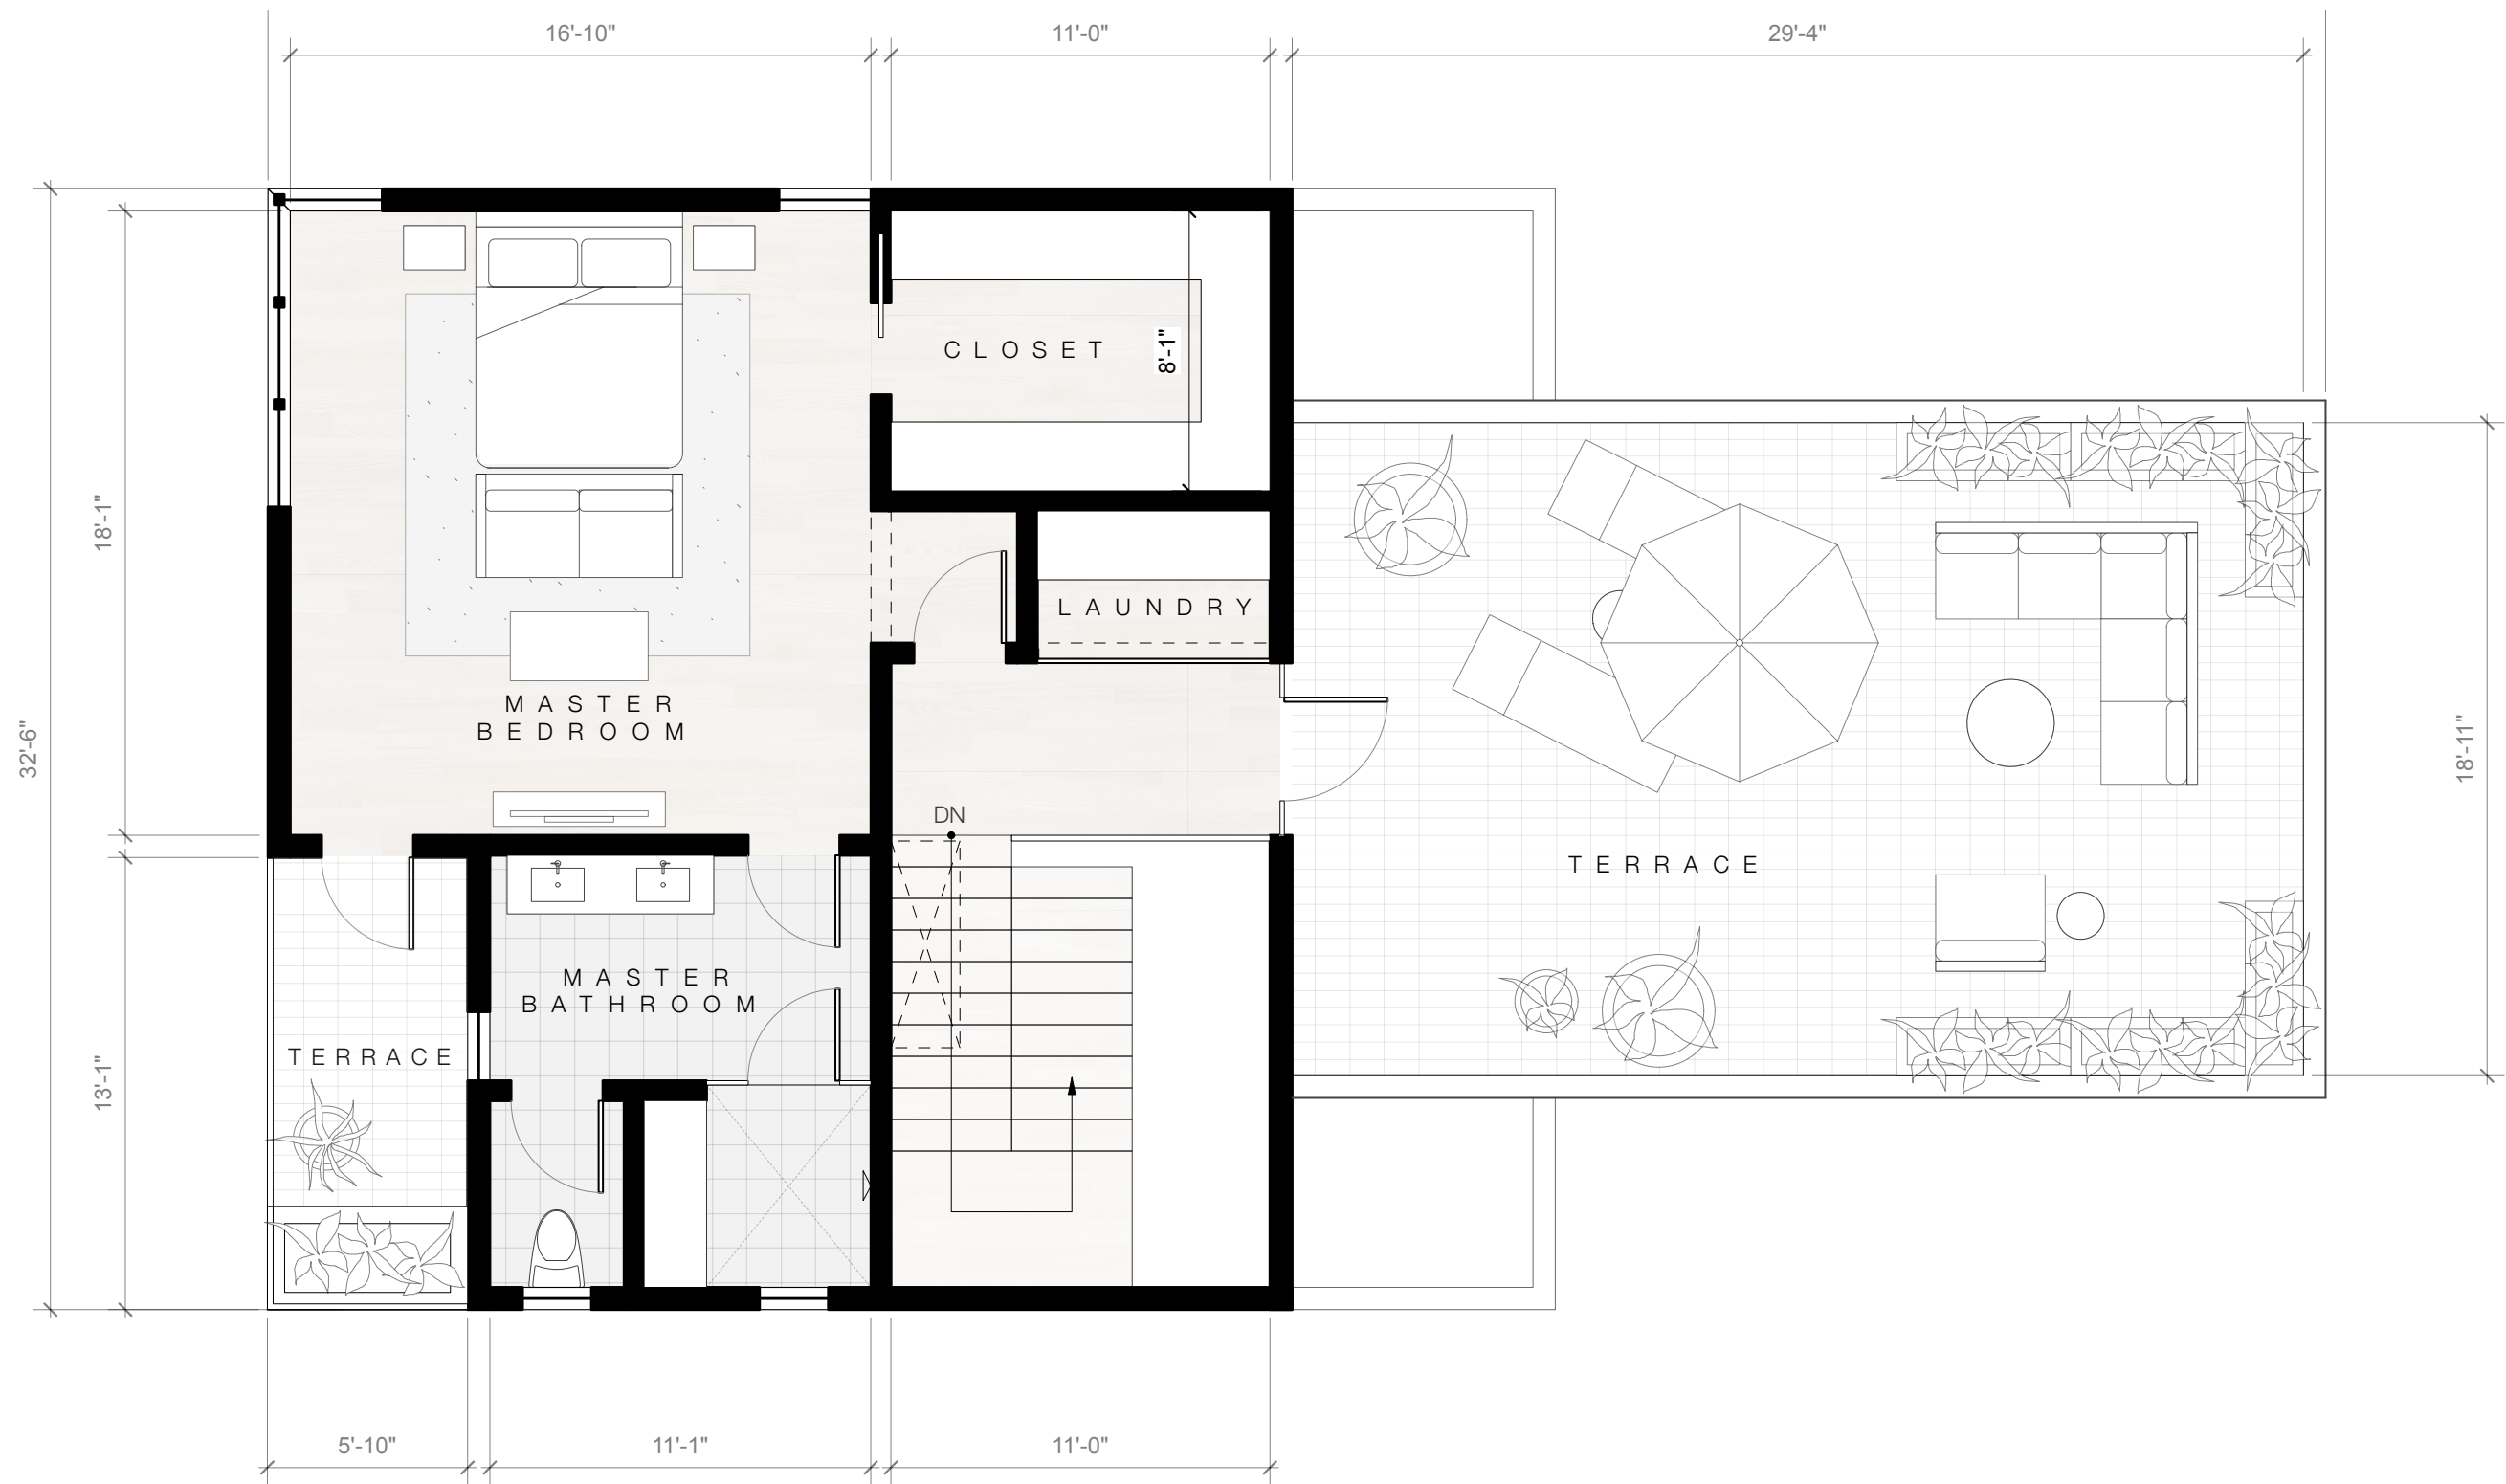 16'-10"
11'-0"
29'-4"
CLOSET
8'-1"
18'-1"
LAUNDRY
MASTER
BEDROOM
32'-6"
18'-11"
DN
TERRACE
MASTER
BATHROOM
TERRACE
13'-1"
5'-10"
11'-1"
11'-0"